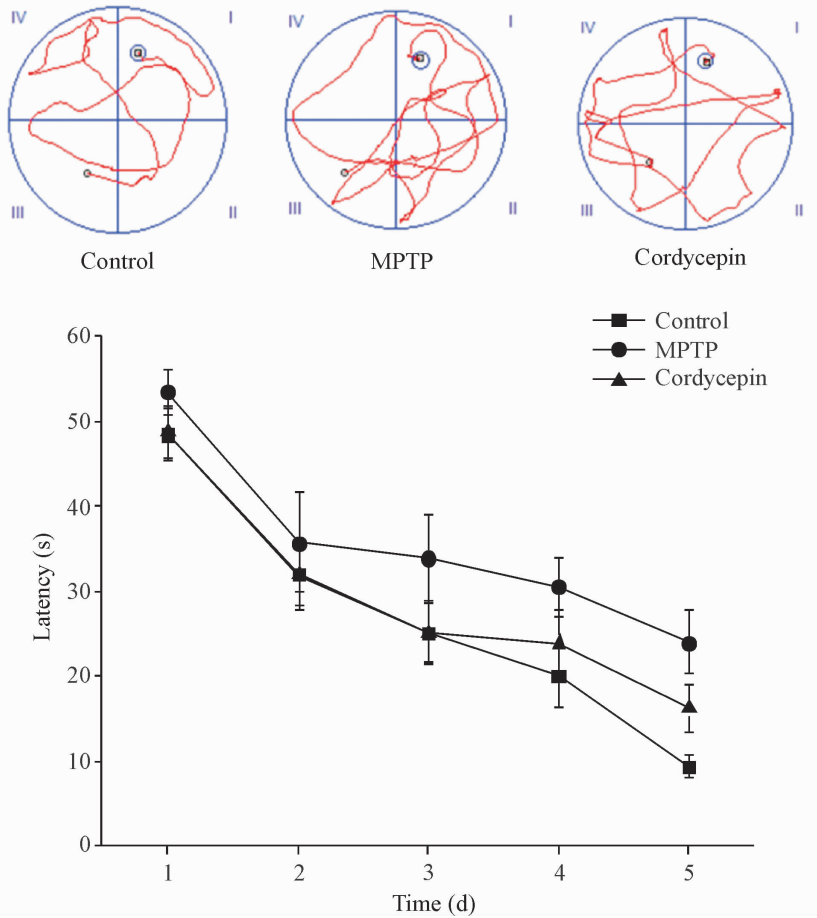 IV I IV I IV I
III II III II III II
Control MPTP Cordycepin
Control
MPTP
Cordycepin
60
50
40
30
20
10
0
Latency (s)
1 2 3 4 5
Time (d)